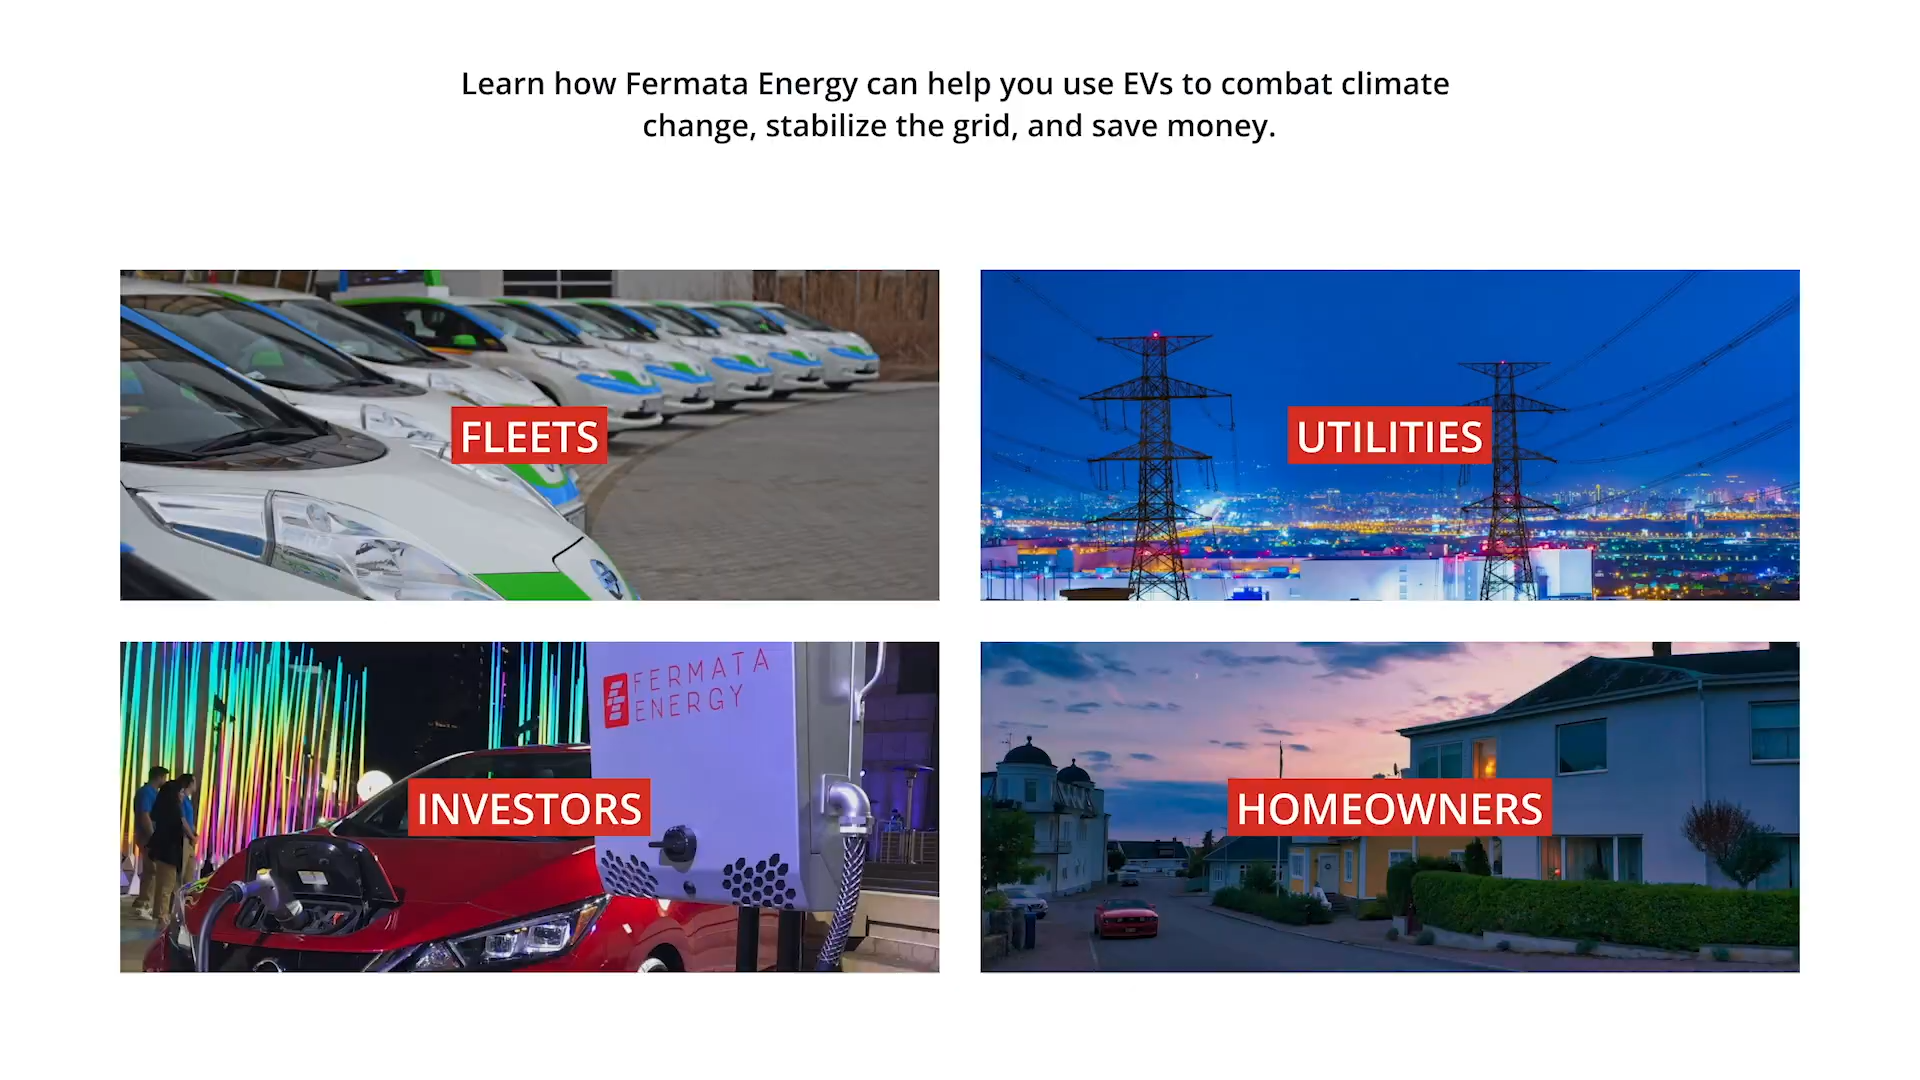 Learn how Fermata Energy can help you use EVs to combat climate
change, stabilize the grid, and save money.
FLEETS
UTILITIES
FERMATA
ENERGY
INVESTORS
HOMEOWNERS